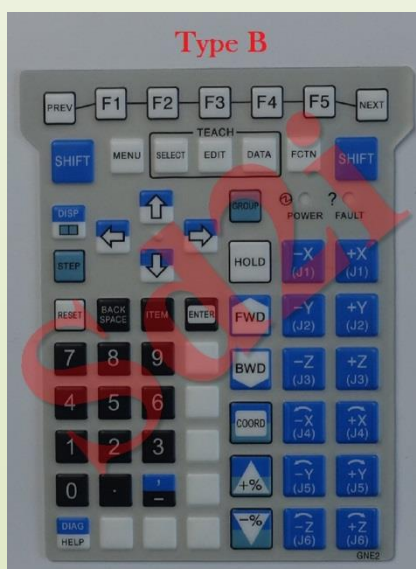 Type B
PREV F1 F2 F3 F4 F5 NEXT
TEACH
SHIFT MENU SELECT EDIT DATA FCTN SHIFT
DISP GROUP POWER ? FAULT
STEP HOLD -X (J1) +X (J1)
RESET BACK SPACE ITEM ENTER FWD -Y (J2) +Y (J2)
7 8 9 BWD -Z (J3) +Z (J3)
4 5 6 COORD -X (J4) +X (J4)
1 2 3 +% -Y (J5) +Y (J5)
0 . , - -% -Z (J6) +Z (J6)
DIAG HELP
GNE2
Sd2i